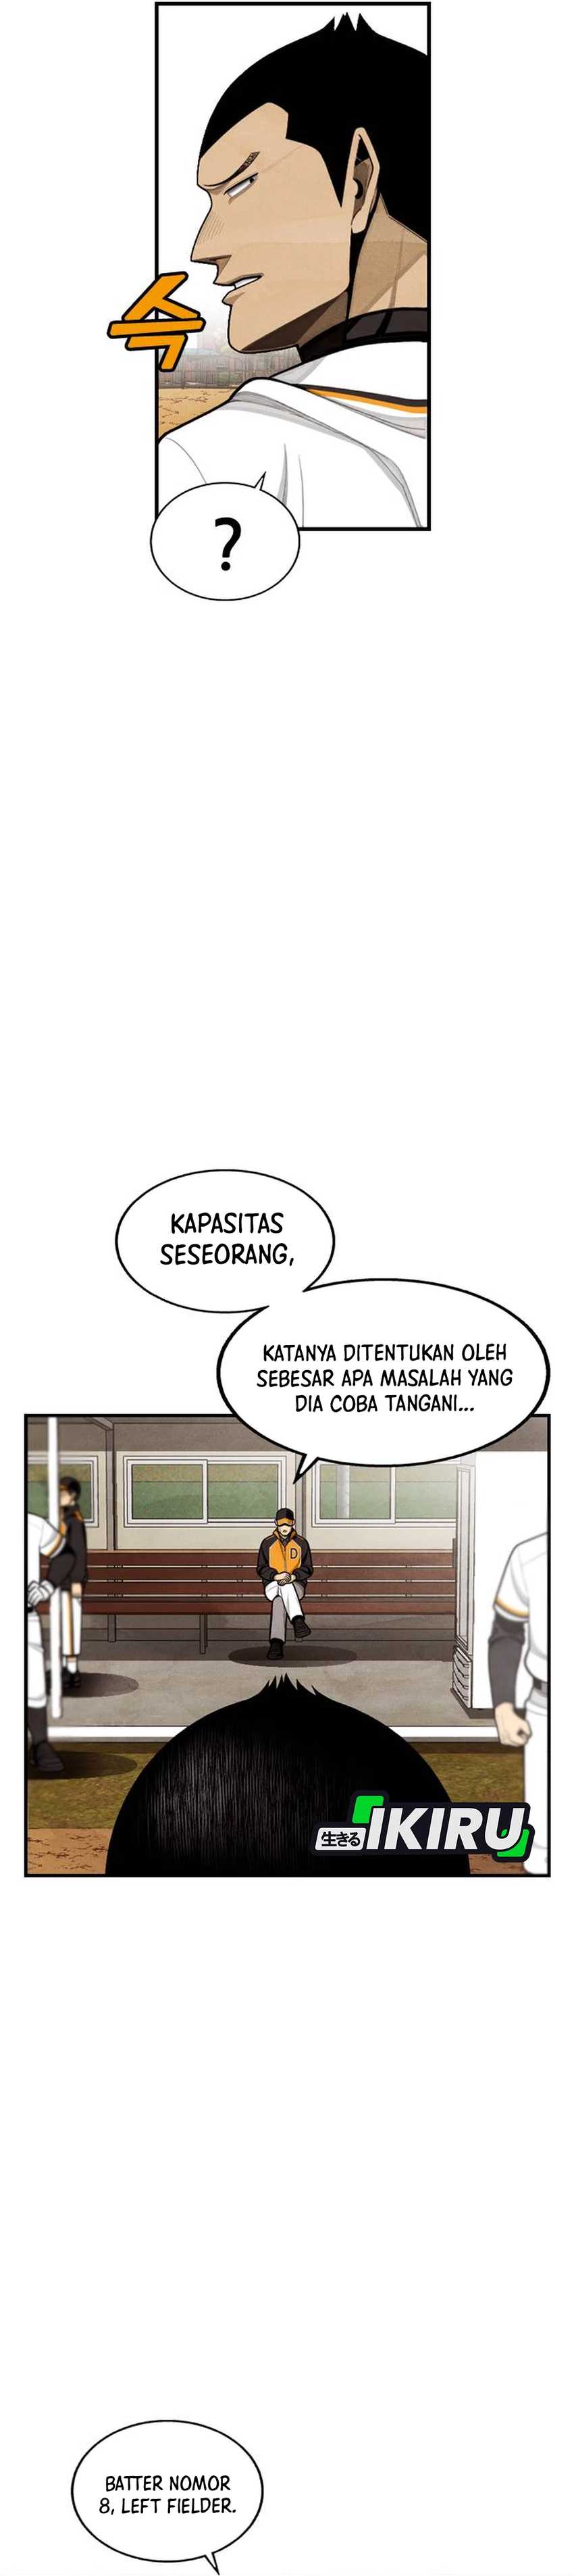 속
?
KAPASITAS
SESEORANG,
KATANYA DITENTUKAN OLEH
SEBESAR APA MASALAH YANG
DIA COBA TANGANI...
D
生きる IKIRU
BATTER NOMOR
8, LEFT FIELDER.